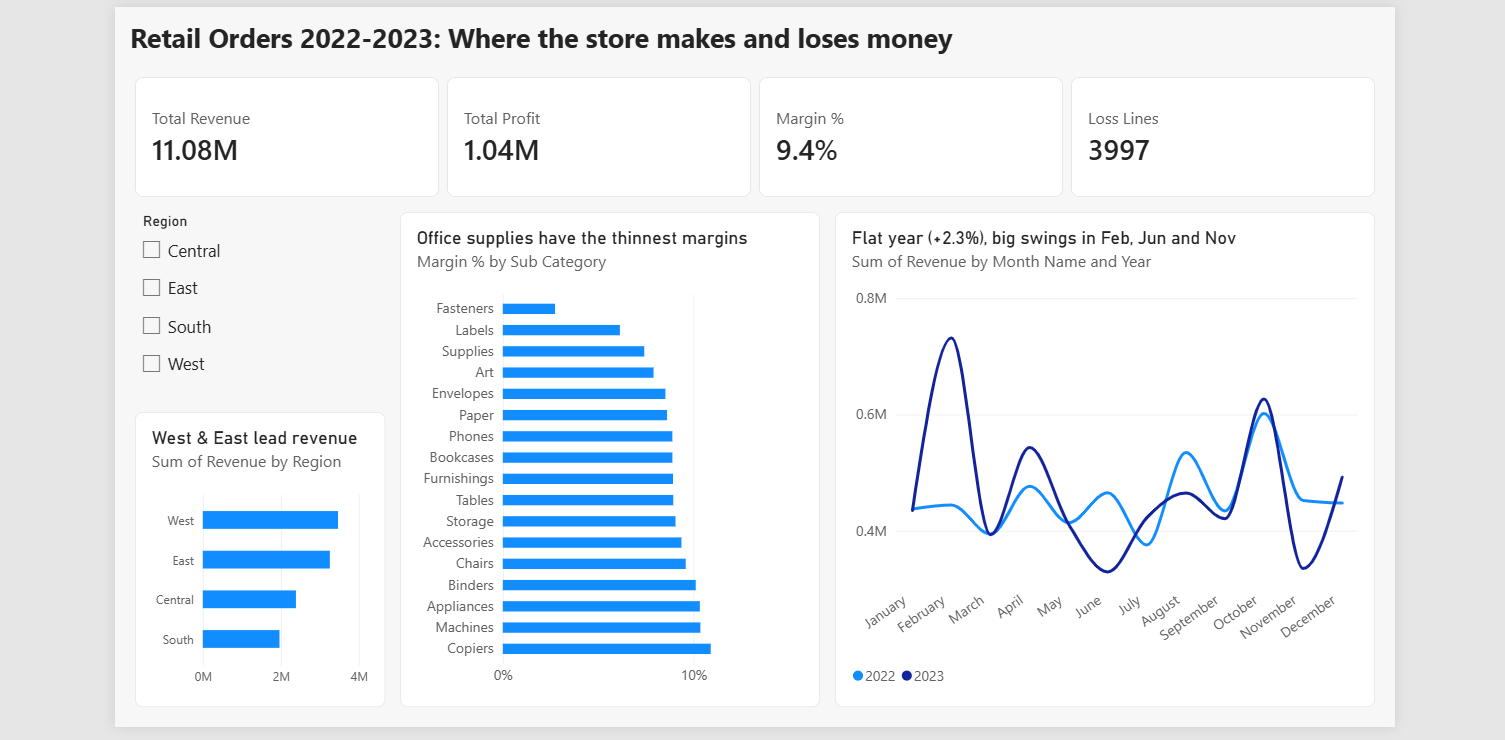 Retail Orders 2022-2023: Where the store makes and loses money
Total Revenue
11.08M
Total Profit
1.04M
Margin %
9.4%
Loss Lines
3997
Region
Central
East
South
West
West & East lead revenue
Sum of Revenue by Region
West
East
Central
South
0M 2M 4M
Office supplies have the thinnest margins
Margin % by Sub Category
Fasteners
Labels
Supplies
Art
Envelopes
Paper
Phones
Bookcases
Furnishings
Tables
Storage
Accessories
Chairs
Binders
Appliances
Machines
Copiers
0% 10%
Flat year (+2.3%), big swings in Feb, Jun and Nov
Sum of Revenue by Month Name and Year
0.8M
0.6M
0.4M
January February March April May June July August September October November December
2022 2023